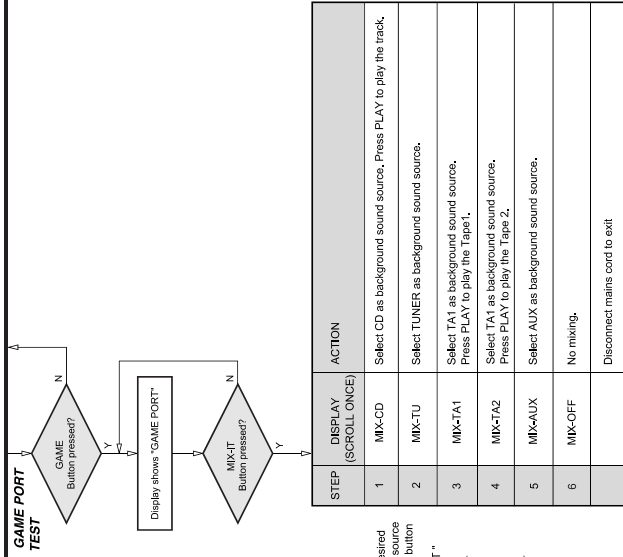 GAME PORT
TEST
GAME
Button pressed?
N
Y
Display shows "GAME PORT"
MIX-IT
Button pressed?
N
Y
STEP DISPLAY (SCROLL ONCE) ACTION
1 MIX-CD Select CD as background sound source. Press PLAY to play the track.
2 MIX-TU Select TUNER as background sound source.
3 MIX-TA1 Select TA1 as background sound source.
Press PLAY to play the Tape1.
4 MIX-TA2 Select TA1 as background sound source.
Press PLAY to play the Tape 2.
5 MIX-AUX Select AUX as background sound source.
6 MIX-OFF No mixing.
Disconnect mains cord to exit
source
button